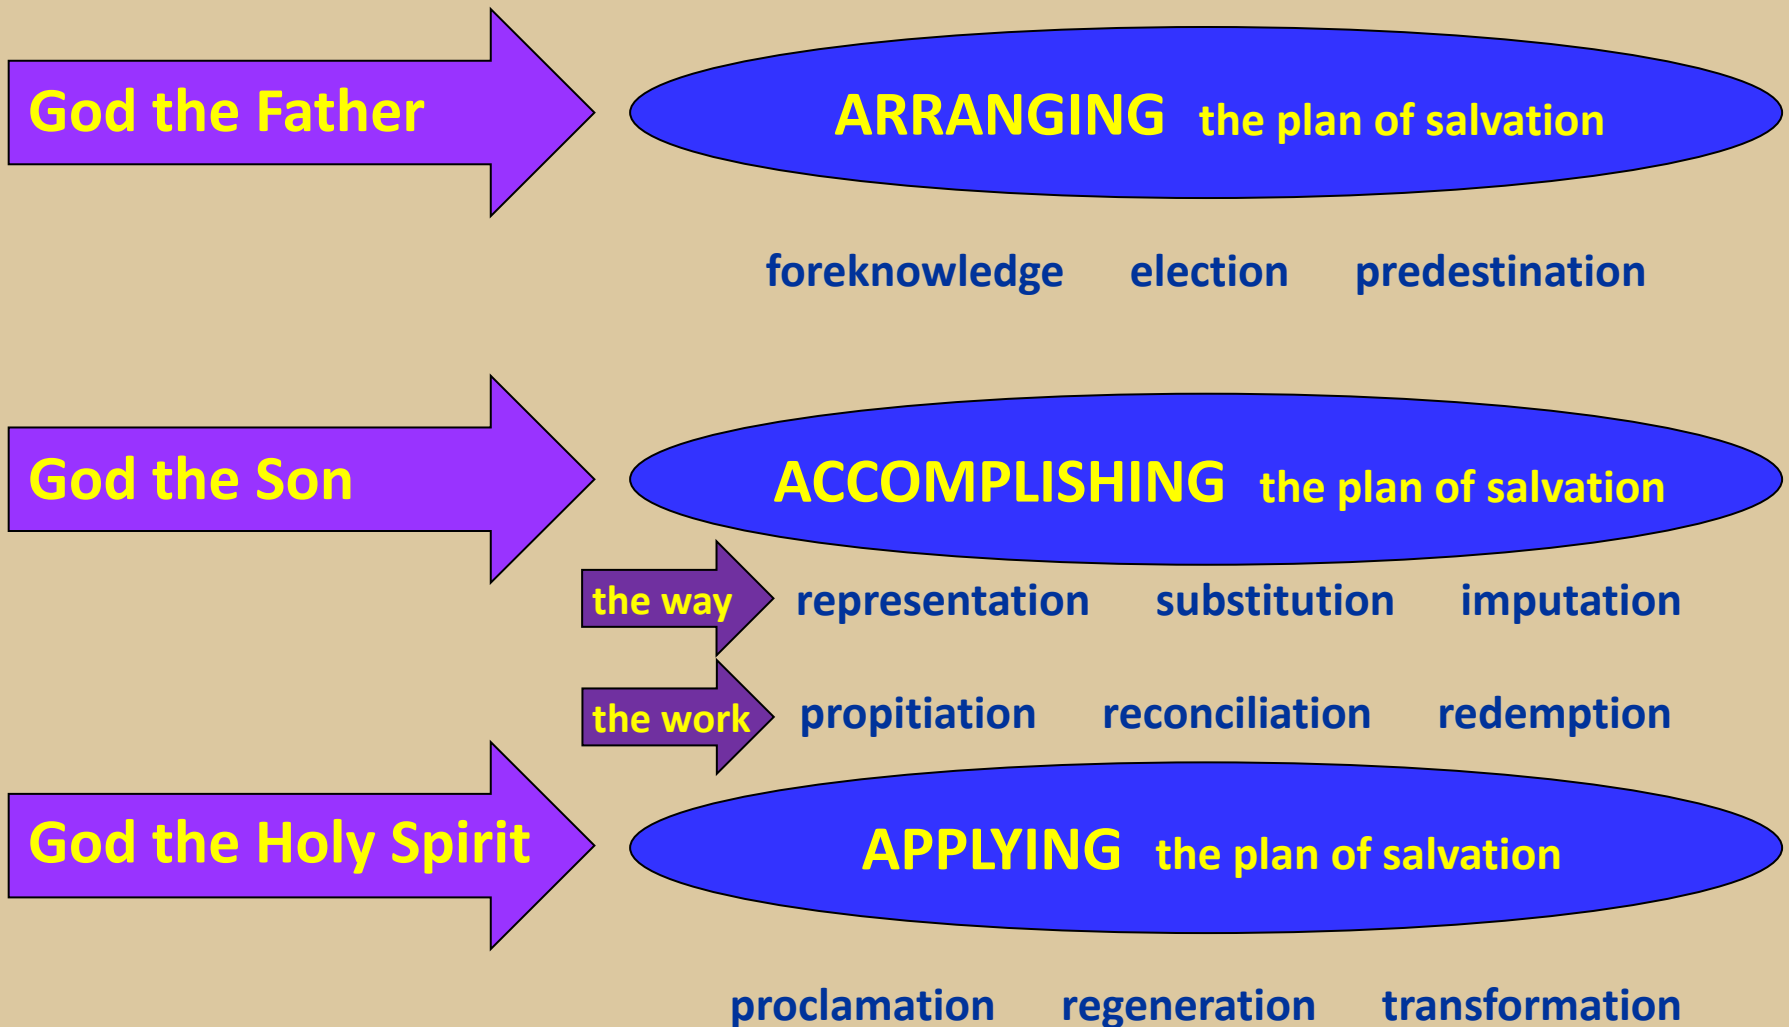 God the Father
ARRANGING the plan of salvation
foreknowledge election predestination
God the Son
ACCOMPLISHING the plan of salvation
the way
representation substitution imputation
the work
propitiation reconciliation redemption
God the Holy Spirit
APPLYING the plan of salvation
proclamation regeneration transformation